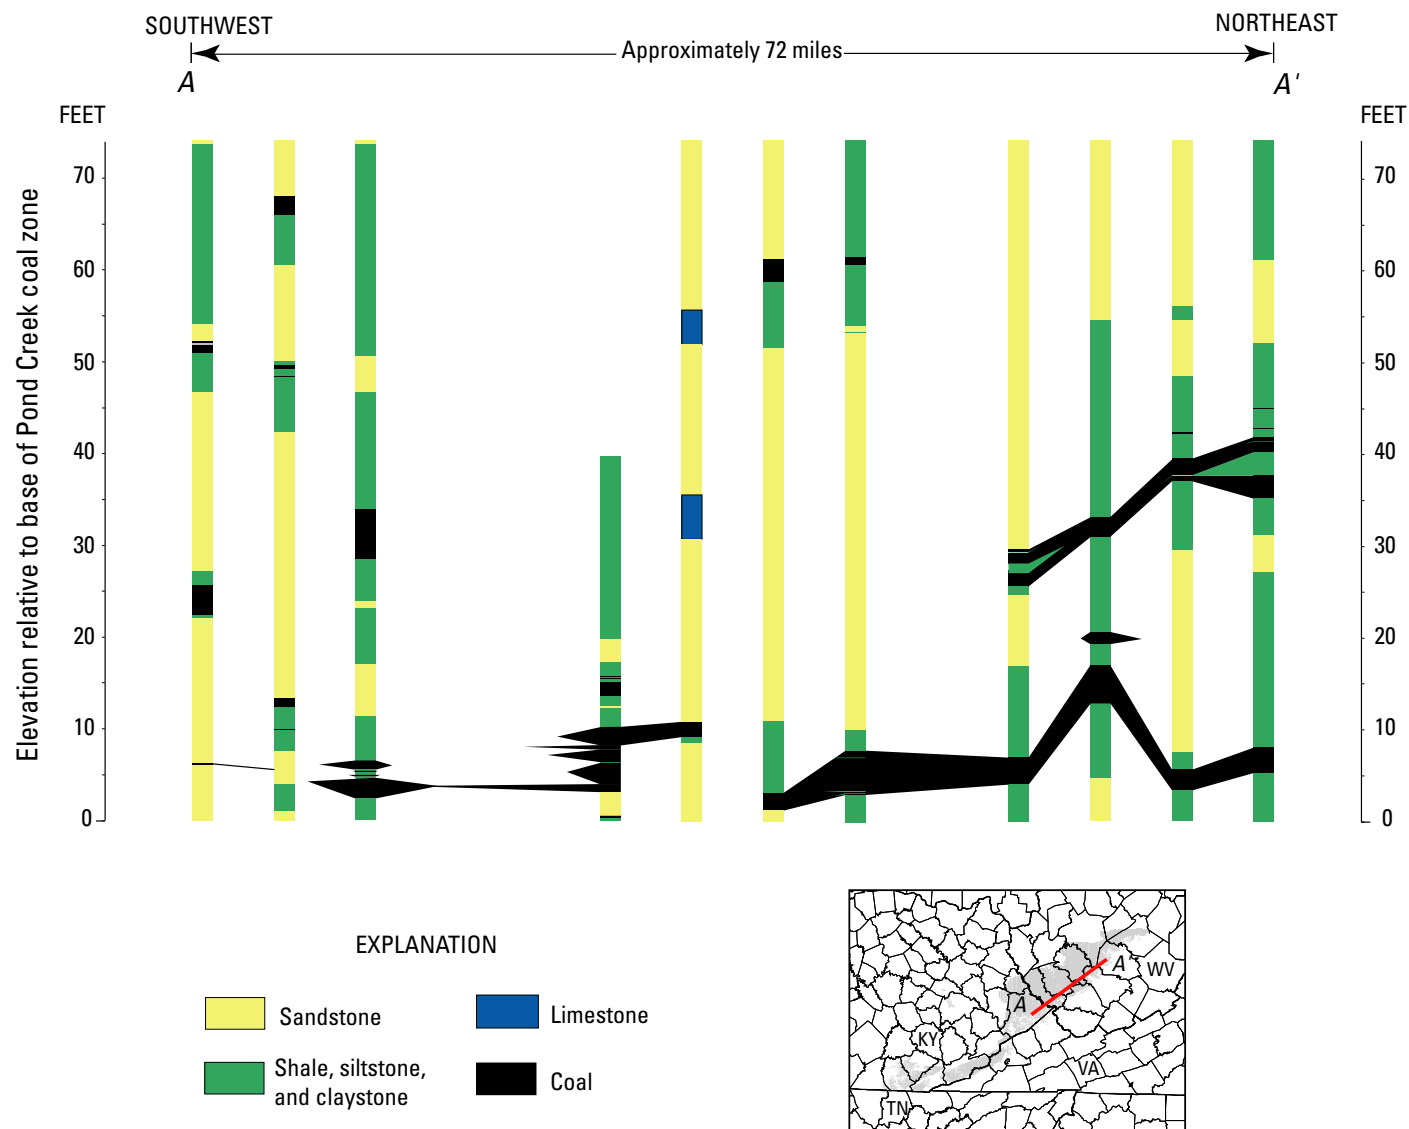 SOUTHWEST
NORTHEAST
Approximately 72 miles
A
A'
FEET
FEET
70
60
50
40
30
20
10
0
Elevation relative to base of Pond Creek coal zone
70
60
50
40
30
20
10
0
EXPLANATION
Sandstone
Limestone
Shale, siltstone,
and claystone
Coal
A
WV
A
KY
VA
TN